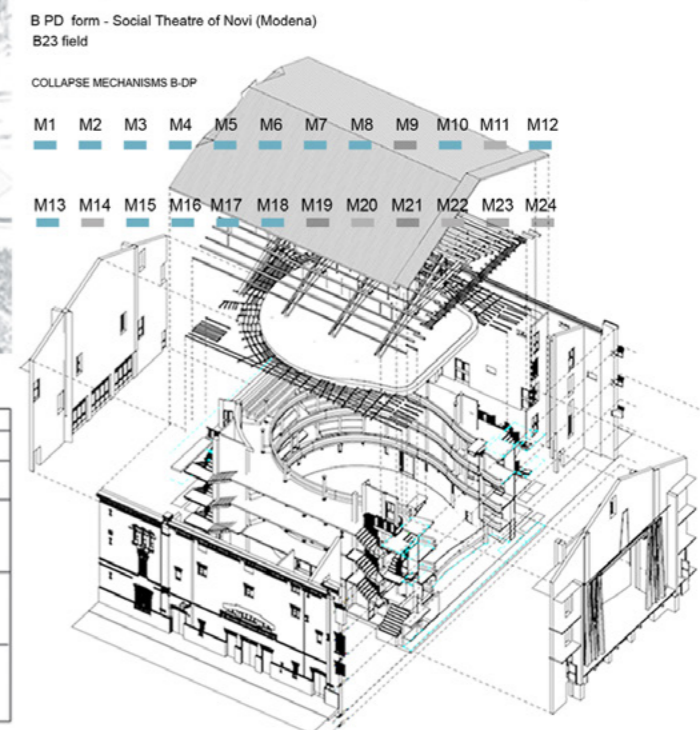 B PD form - Social Theatre of Novi (Modena)
B23 field
COLLAPSE MECHANISMS B-DP
M1 M2 M3 M4 M5 M6 M7 M8 M9 M10 M11 M12
M13 M14 M15 M16 M17 M18 M19 M20 M21 M22 M23 M24